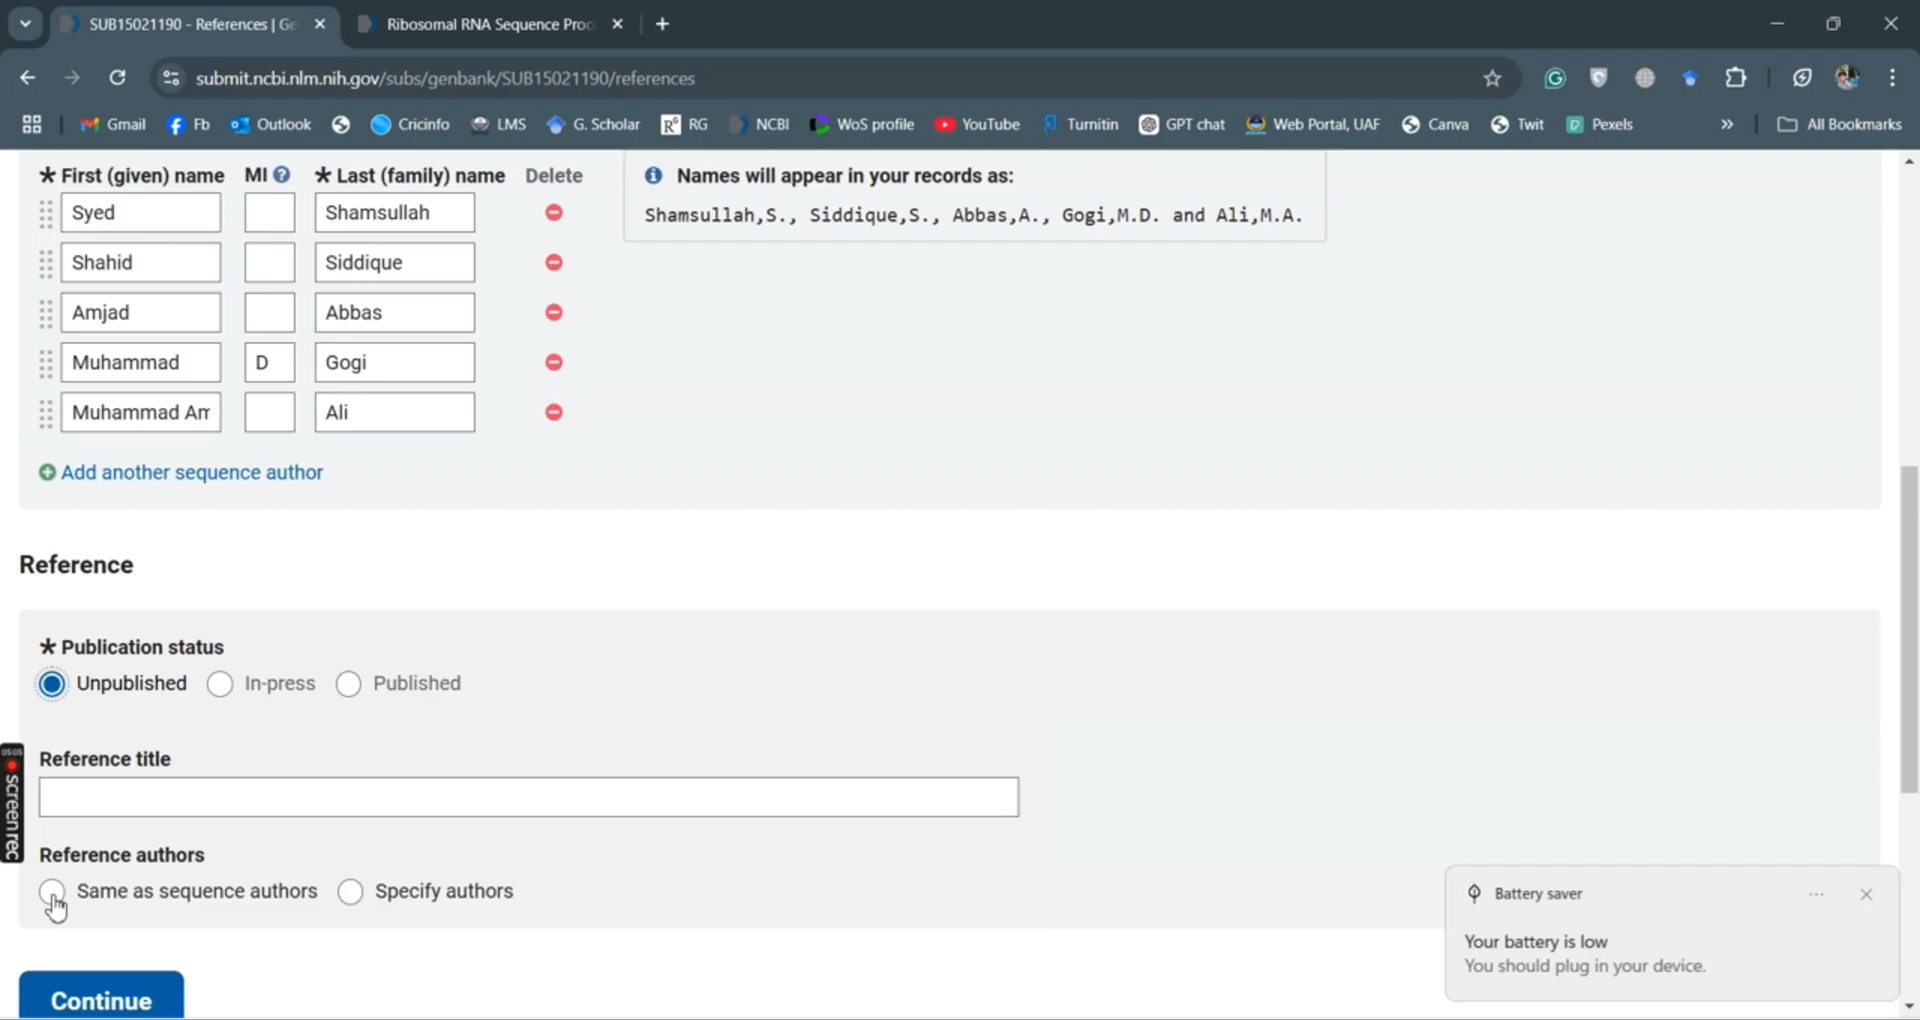 SUB15021190 - References | Ge
Ribosomal RNA Sequence Proc
submit.ncbi.nlm.nih.gov/subs/genbank/SUB15021190/references
Gmail Fb Outlook Cricinfo LMS G. Scholar RG NCBI WoS profile YouTube Turnitin GPT chat Web Portal, UAF Canva Twit Pexels » All Bookmarks
* First (given) name MI ? * Last (family) name Delete
Names will appear in your records as:
Syed Shamsullah
Shamsullah,S., Siddique,S., Abbas,A., Gogi,M.D. and Ali,M.A.
Shahid Siddique
Amjad Abbas
Muhammad D Gogi
Muhammad Am Ali
Add another sequence author
Reference
* Publication status
Unpublished In-press Published
Reference title
Reference authors
Same as sequence authors Specify authors
Continue
05:05
screenrec
Battery saver
Your battery is low
You should plug in your device.